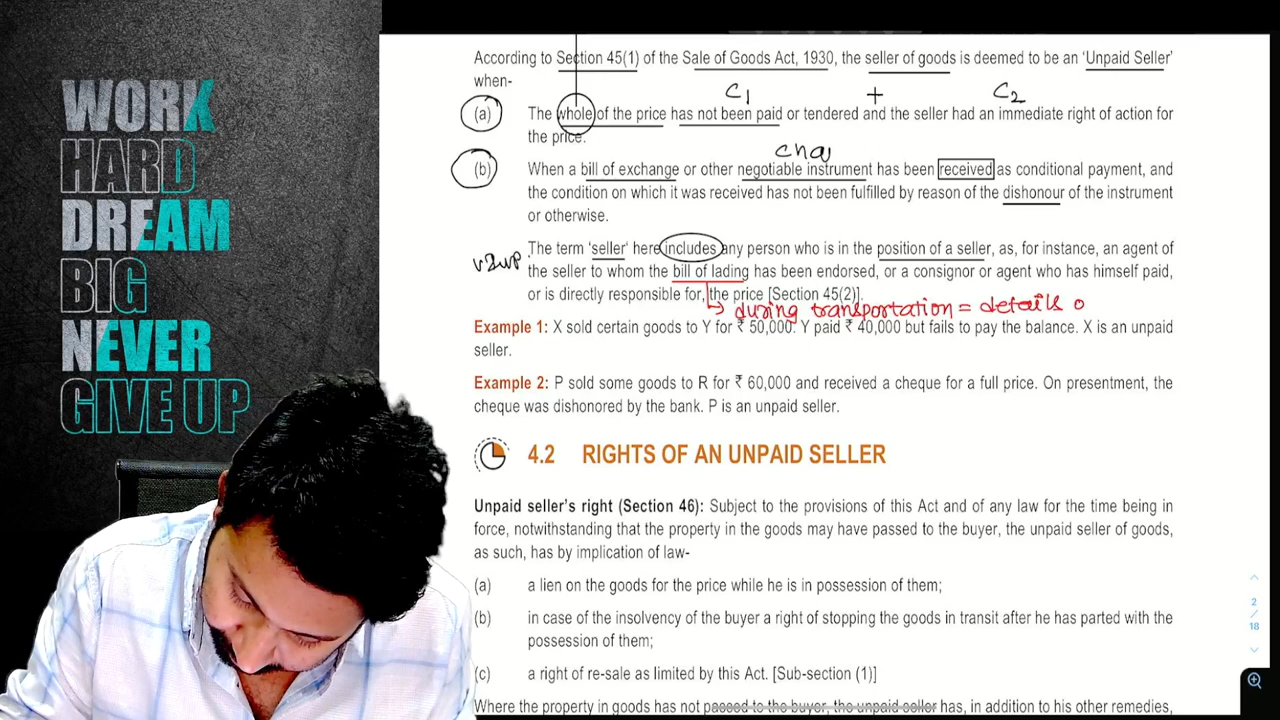 WORK
HARD
DREAM
BIG
NEVER
GIVE UP
According to Section 45(1) of the Sale of Goods Act, 1930, the seller of goods is deemed to be an ‘Unpaid Seller’
when-
C1 + C2
(a) The whole of the price has not been paid or tendered and the seller had an immediate right of action for
the price.
(b) When a bill of exchange or other negotiable instrument has been received as conditional payment, and
the condition on which it was received has not been fulfilled by reason of the dishonour of the instrument
or otherwise.
The term ‘seller‘ here includes any person who is in the position of a seller, as, for instance, an agent of
the seller to whom the bill of lading has been endorsed, or a consignor or agent who has himself paid,
or is directly responsible for, the price [Section 45(2)].
during transportation = details o
Example 1: X sold certain goods to Y for ₹ 50,000. Y paid ₹ 40,000 but fails to pay the balance. X is an unpaid
seller.
Example 2: P sold some goods to R for ₹ 60,000 and received a cheque for a full price. On presentment, the
cheque was dishonored by the bank. P is an unpaid seller.
4.2 RIGHTS OF AN UNPAID SELLER
Unpaid seller’s right (Section 46): Subject to the provisions of this Act and of any law for the time being in
force, notwithstanding that the property in the goods may have passed to the buyer, the unpaid seller of goods,
as such, has by implication of law-
(a) a lien on the goods for the price while he is in possession of them;
(b) in case of the insolvency of the buyer a right of stopping the goods in transit after he has parted with the
possession of them;
(c) a right of re-sale as limited by this Act. [Sub-section (1)]
Where the property in goods has not passed to the buyer, the unpaid seller has, in addition to his other remedies,
2
18